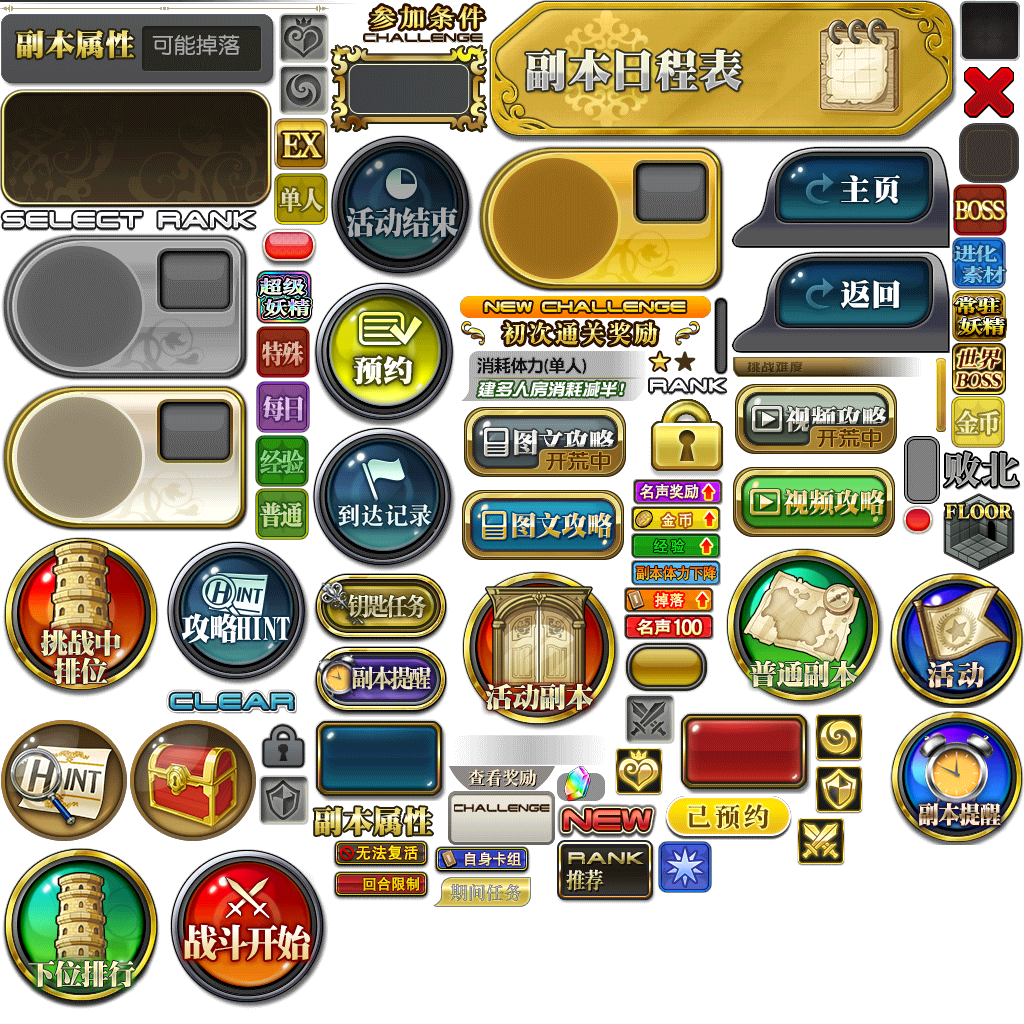 副本属性
可能掉落
参加条件
CHALLENGE
副本日程表
EX
单人
SELECT RANK
活动结束
主页
BOSS
进化
素材
返回
超级
妖精
NEW CHALLENGE
初次通关奖励
常驻
妖精
特殊
预约
消耗体力(单人)
建多人房消耗减半!
RANK
挑战难度
世界
BOSS
每日
图文攻略
开荒中
视频攻略
开荒中
金币
经验
普通
到达记录
图文攻略
名声奖励
金币
经验
视频攻略
败北
FLOOR
挑战中
排位
HINT
攻略HINT
钥匙任务
副本体力下降
掉落
名声100
活动副本
普通副本
活动
副本提醒
CLEAR
HINT
查看奖励
CHALLENGE
NEW
已预约
副本提醒
副本属性
无法复活
自身卡组
回合限制
期间任务
RANK
推荐
下位排行
战斗开始